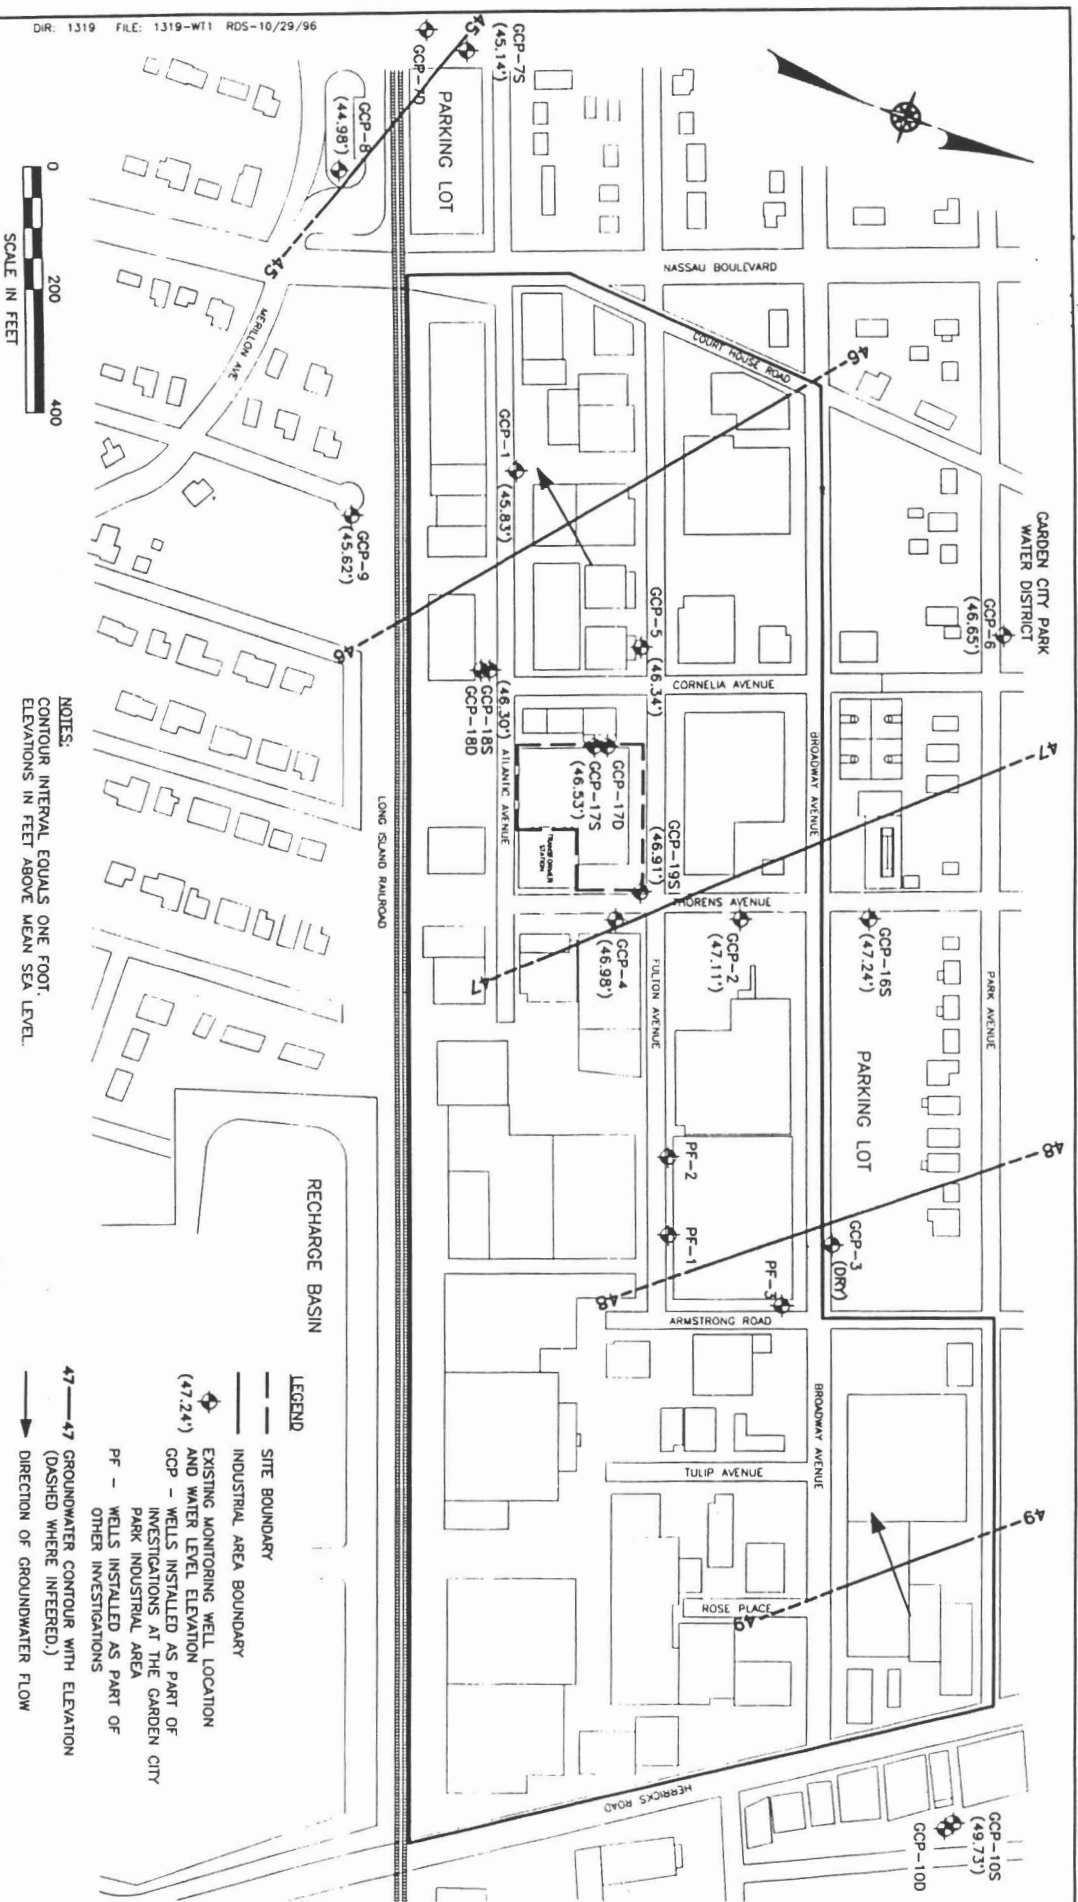 DIR: 1319 FILE: 1319-WT1 RDS-10/29/96
GCP-7S
(45.14')
45
GCP-7D
PARKING LOT
GCP-8
(44.98')
45
MERILLON AVE
0 200 400
SCALE IN FEET
NASSAU BOULEVARD
COURT HOUSE ROAD
46
GCP-1 (45.83')
GCP-9
(45.62')
46
GARDEN CITY PARK
WATER DISTRICT
GCP-6
(46.65')
GCP-5 (46.34')
CORNELIA AVENUE
(46.30')
GCP-18S
GCP-18D
ATLANTIC AVENUE
GCP-17D
GCP-17S
(46.53')
TRANSFORMER
STATION
GCP-19S
(46.91')
BROADWAY AVENUE
47
LONG ISLAND RAILROAD
THORENS AVENUE
GCP-4
(46.98')
GCP-2
(47.11')
GCP-16S
(47.24')
47
FULTON AVENUE
PARK AVENUE
PARKING LOT
48
PF-2
PF-1
PF-3
GCP-3
(DRY)
48
ARMSTRONG ROAD
RECHARGE BASIN
BROADWAY AVENUE
TULIP AVENUE
49
ROSE PLACE
49
HERRICKS ROAD
GCP-10S
(49.73')
GCP-10D
NOTES:
CONTOUR INTERVAL EQUALS ONE FOOT.
ELEVATIONS IN FEET ABOVE MEAN SEA LEVEL.
LEGEND
SITE BOUNDARY
INDUSTRIAL AREA BOUNDARY
(47.24')
EXISTING MONITORING WELL LOCATION
AND WATER LEVEL ELEVATION
GCP - WELLS INSTALLED AS PART OF
INVESTIGATIONS AT THE GARDEN CITY
PARK INDUSTRIAL AREA
PF - WELLS INSTALLED AS PART OF
OTHER INVESTIGATIONS
47 47 GROUNDWATER CONTOUR WITH ELEVATION
(DASHED WHERE INFEERED.)
DIRECTION OF GROUNDWATER FLOW